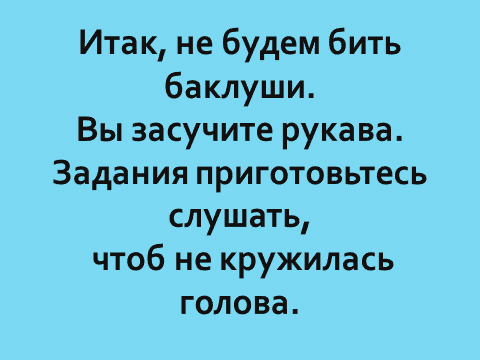 Итак, не будем бить
баклуши.
Вы засучите рукава.
Задания приготовьтесь
слушать,
чтоб не кружилась
голова.